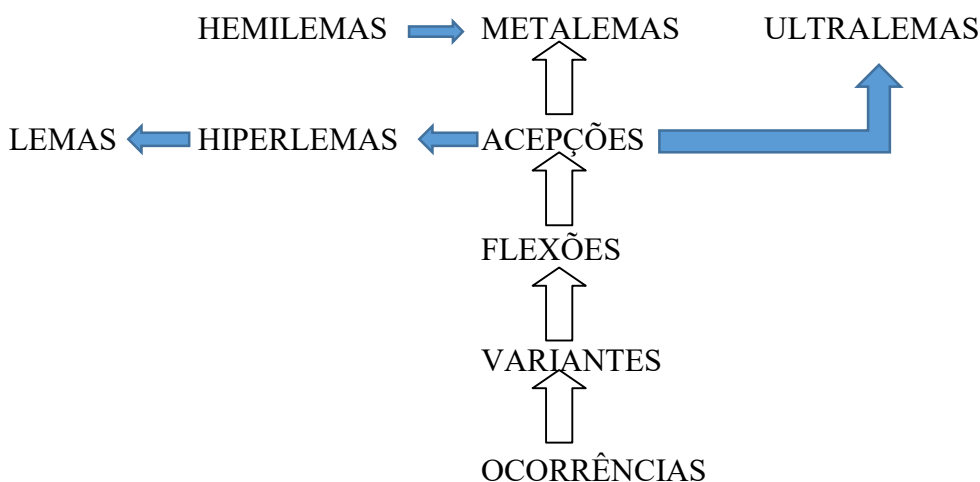 HEMILEMAS METALEMAS ULTRALEMAS
LEMAS HIPERLEMAS ACEPÇÕES
FLEXÕES
VARIANTES
OCORRÊNCIAS